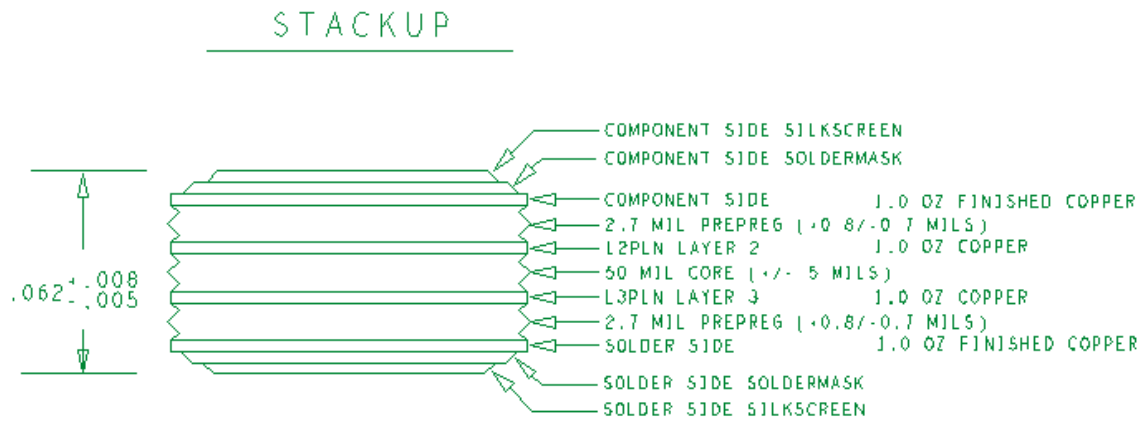 STACKUP
COMPONENT SIDE SILKSCREEN
COMPONENT SIDE SOLDERMASK
COMPONENT SIDE 1.0 OZ FINISHED COPPER
2.7 MIL PREPREG (+0.8/-0.7 MILS)
L2PLN LAYER 2 1.0 OZ COPPER
50 MIL CORE (+/- 5 MILS)
.062 +.008 -.005
L3PLN LAYER 3 1.0 OZ COPPER
2.7 MIL PREPREG (+0.8/-0.7 MILS)
SOLDER SIDE 1.0 OZ FINISHED COPPER
SOLDER SIDE SOLDERMASK
SOLDER SIDE SILKSCREEN